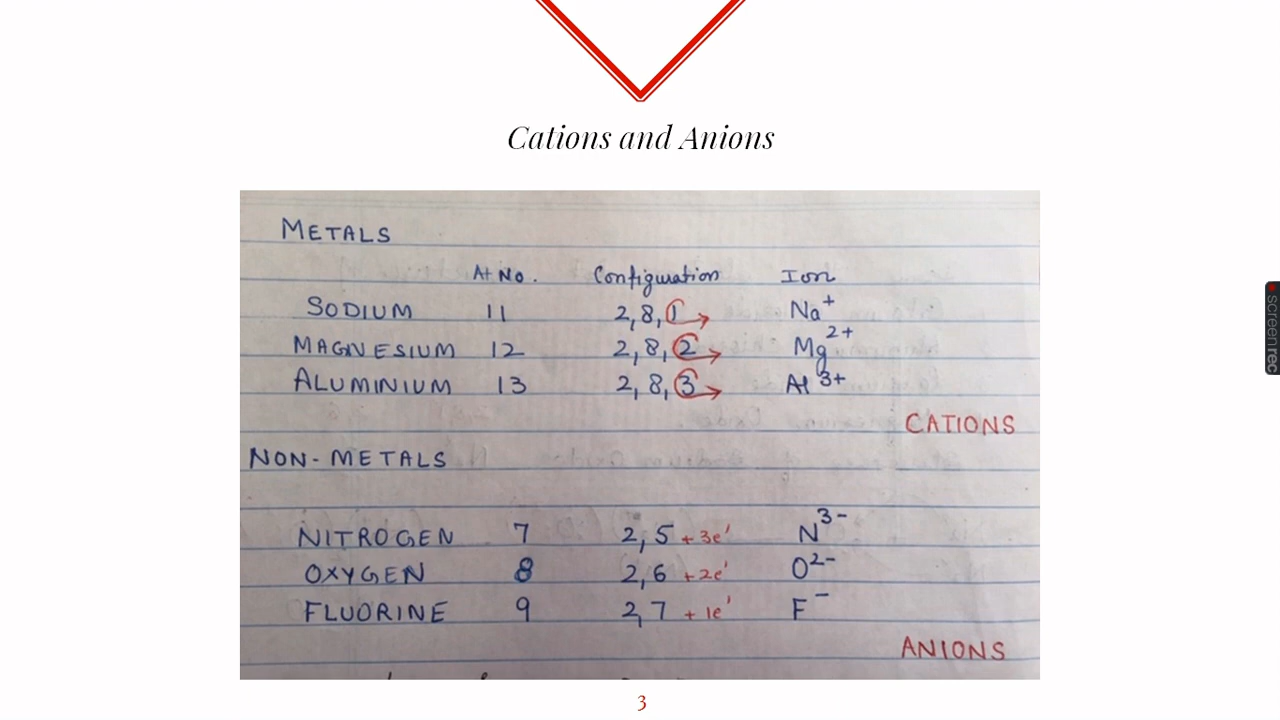 Cations and Anions
METALS
At No. Configuration Ion
SODIUM 11 2,8,1 Na+
MAGNESIUM 12 2,8,2 Mg2+
ALUMINIUM 13 2,8,3 Al3+
CATIONS
NON-METALS
NITROGEN 7 2,5 +3e' N3-
OXYGEN 8 2,6 +2e' O2-
FLUORINE 9 2,7 +1e' F-
ANIONS
3
screenrec